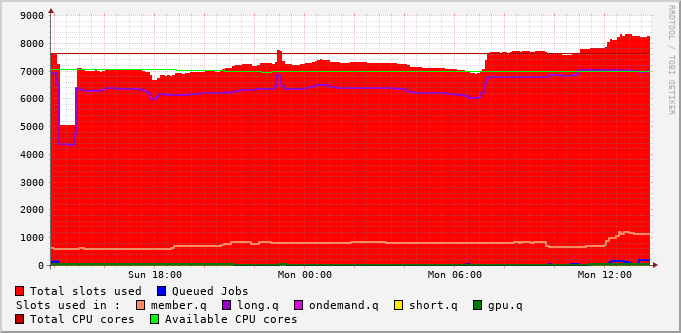 RRDTOOL / TOBI OETIKER
9000
8000
7000
6000
5000
4000
3000
2000
1000
0
Sun 18:00 Mon 00:00 Mon 06:00 Mon 12:00
Total slots used Queued Jobs
Slots used in : member.q long.q ondemand.q short.q gpu.q
Total CPU cores Available CPU cores